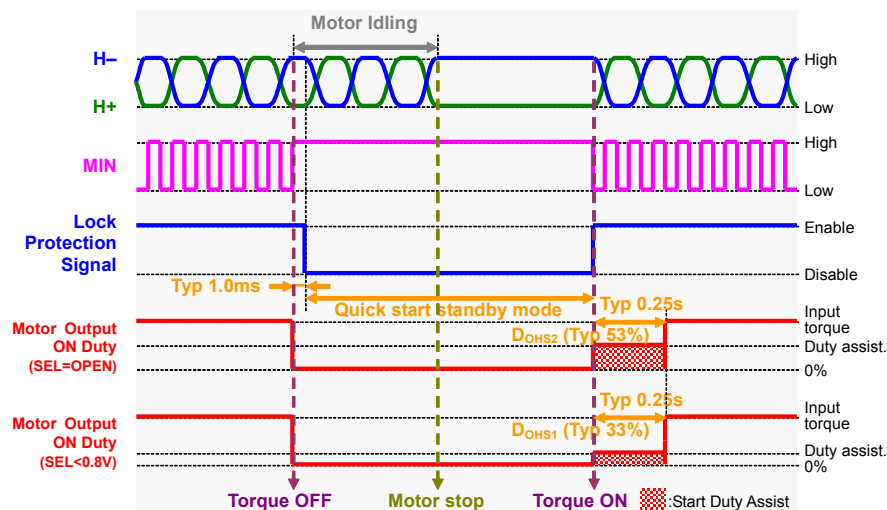 Motor Idling
H–
High
H+
Low
MIN
High
Low
Lock
Protection
Signal
Enable
Disable
Typ 1.0ms
Quick start standby mode
Typ 0.25s
Motor Output
ON Duty
(SEL=OPEN)
DOHS2 (Typ 53%)
Input
torque
Duty assist.
0%
Typ 0.25s
Motor Output
ON Duty
(SEL<0.8V)
DOHS1 (Typ 33%)
Input
torque
Duty assist.
0%
Torque OFF
Motor stop
Torque ON
:Start Duty Assist